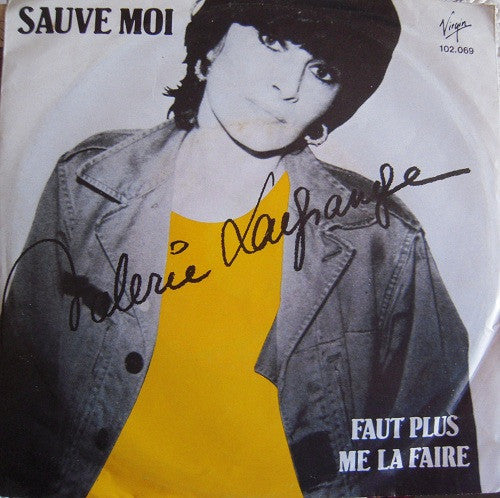 SAUVE MOI
Virgin
102.069
Valerie Lagrange
FAUT PLUS
ME LA FAIRE